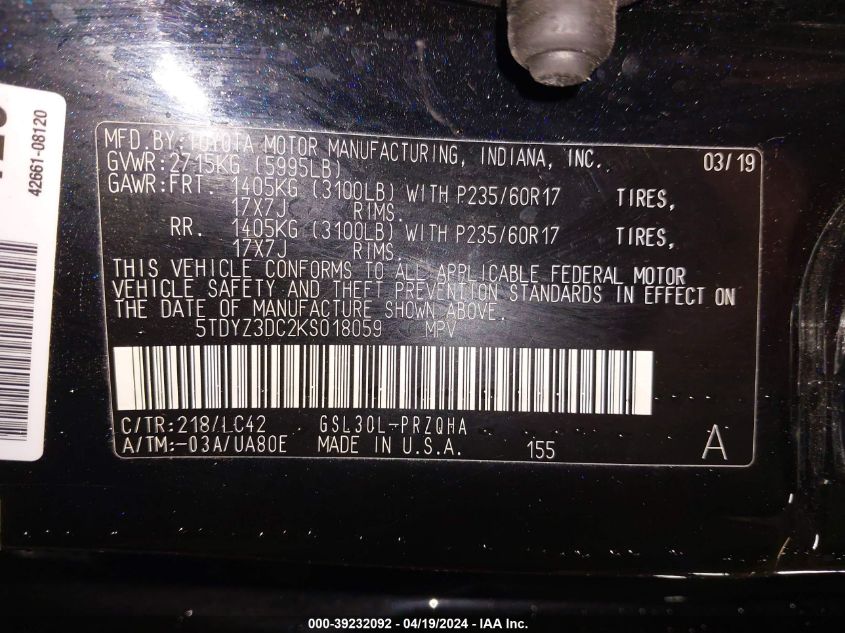 42661-08120
MFD.BY:TOYOTA MOTOR MANUFACTURING, INDIANA, INC. 03/19
GVWR:2715KG (5995LB)
GAWR:FRT. 1405KG (3100LB) WITH P235/60R17 TIRES,
17X7J RIMS.
RR. 1405KG (3100LB) WITH P235/60R17 TIRES,
17X7J RIMS.
THIS VEHICLE CONFORMS TO ALL APPLICABLE FEDERAL MOTOR
VEHICLE SAFETY AND THEFT PREVENTION STANDARDS IN EFFECT ON
THE DATE OF MANUFACTURE SHOWN ABOVE.
5TDYZ3DC2KS018059 MPV
C/TR:218/LC42 GSL30L-PRZQHA
A/TM:-03A/UA80E MADE IN U.S.A. 155 A
000-39232092 - 04/19/2024 - IAA Inc.